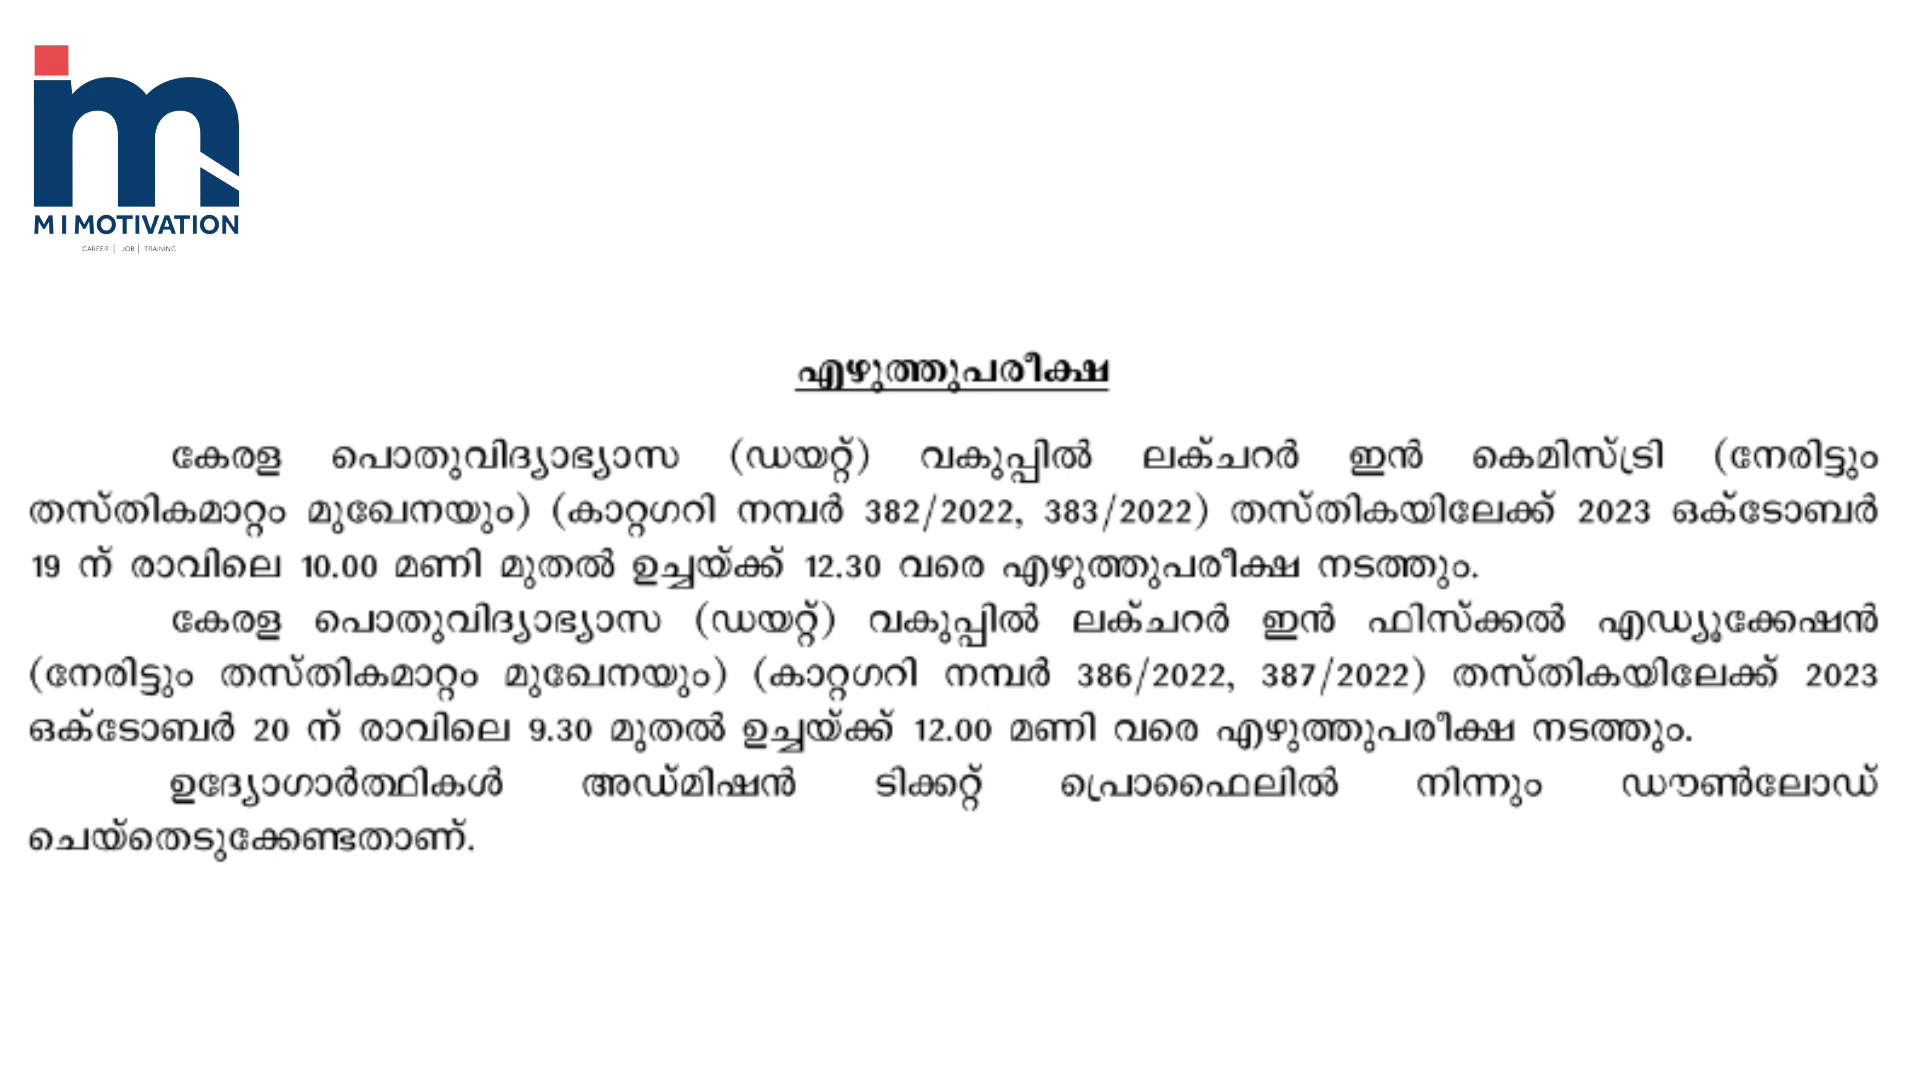 im
M I MOTIVATION
CAREER | JOB | TRAINING
എഴുത്തുപരീക്ഷ
കേരള പൊതുവിദ്യാഭ്യാസ (ഡയറ്റ്) വകുപ്പിൽ ലക്ചറർ ഇൻ കെമിസ്ട്രി (നേരിട്ടും
തസ്തികമാറ്റം മുഖേനയും) (കാറ്റഗറി നമ്പർ 382/2022, 383/2022) തസ്തികയിലേക്ക് 2023 ഒക്ടോബർ
19 ന് രാവിലെ 10.00 മണി മുതൽ ഉച്ചയ്ക്ക് 12.30 വരെ എഴുത്തുപരീക്ഷ നടത്തും.
കേരള പൊതുവിദ്യാഭ്യാസ (ഡയറ്റ്) വകുപ്പിൽ ലക്ചറർ ഇൻ ഫിസ്ക്കൽ എഡ്യൂക്കേഷൻ
(നേരിട്ടും തസ്തികമാറ്റം മുഖേനയും) (കാറ്റഗറി നമ്പർ 386/2022, 387/2022) തസ്തികയിലേക്ക് 2023
ഒക്ടോബർ 20 ന് രാവിലെ 9.30 മുതൽ ഉച്ചയ്ക്ക് 12.00 മണി വരെ എഴുത്തുപരീക്ഷ നടത്തും.
ഉദ്യോഗാർത്ഥികൾ അഡ്മിഷൻ ടിക്കറ്റ് പ്രൊഫൈലിൽ നിന്നും ഡൗൺലോഡ്
ചെയ്തെടുക്കേണ്ടതാണ്.